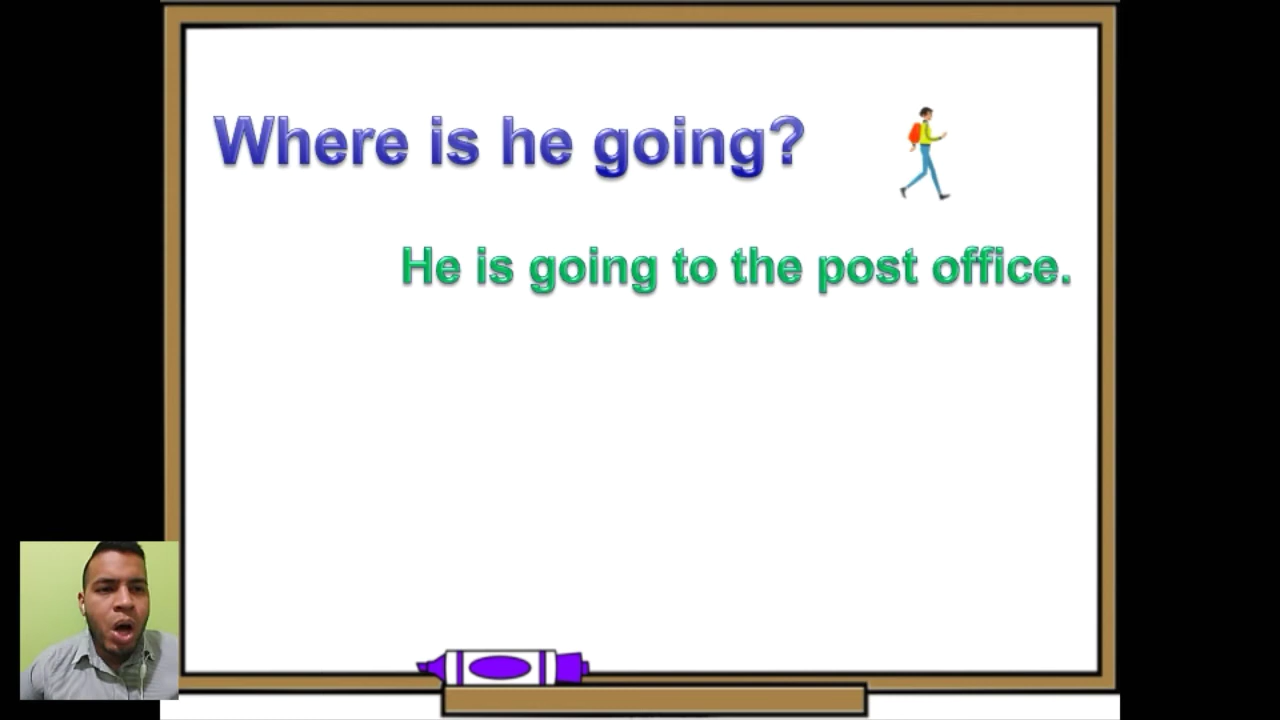 Where is he going?
He is going to the post office.